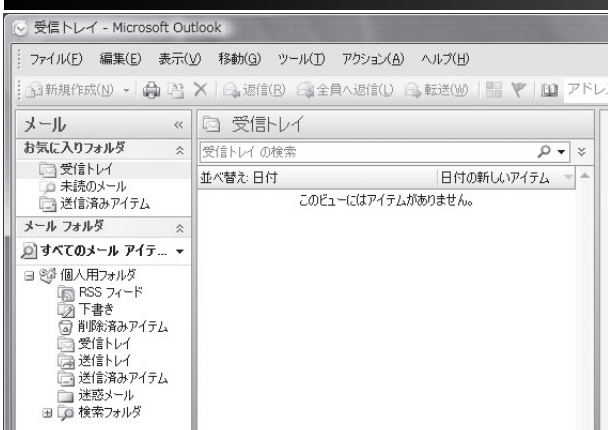 受信トレイ - Microsoft Outlook
ファイル(F) 編集(E) 表示(V) 移動(G) ツール(T) アクション(A) ヘルプ(H)
新規作成(N) 返信(R) 全員へ返信(L) 転送(W) アドレ
メール «
お気に入りフォルダ
受信トレイ
未読のメール
送信済みアイテム
メール フォルダ
すべてのメール アイテ...
個人用フォルダ
RSS フィード
下書き
削除済みアイテム
受信トレイ
送信トレイ
送信済みアイテム
迷惑メール
検索フォルダ
受信トレイ
受信トレイ の検索
並べ替え: 日付 日付の新しいアイテム
このビューにはアイテムがありません。